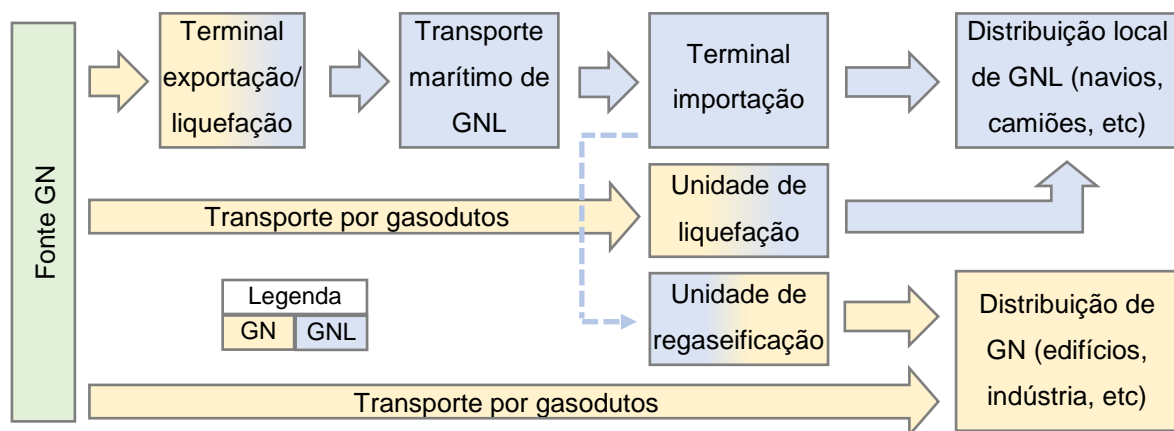 Fonte GN
Terminal
exportação/
liquefação
Transporte
marítimo de
GNL
Terminal
importação
Distribuição local
de GNL (navios,
camiões, etc)
Transporte por gasodutos
Unidade de
liquefação
Legenda
GN
GNL
Unidade de
regaseificação
Distribuição de
GN (edifícios,
indústria, etc)
Transporte por gasodutos